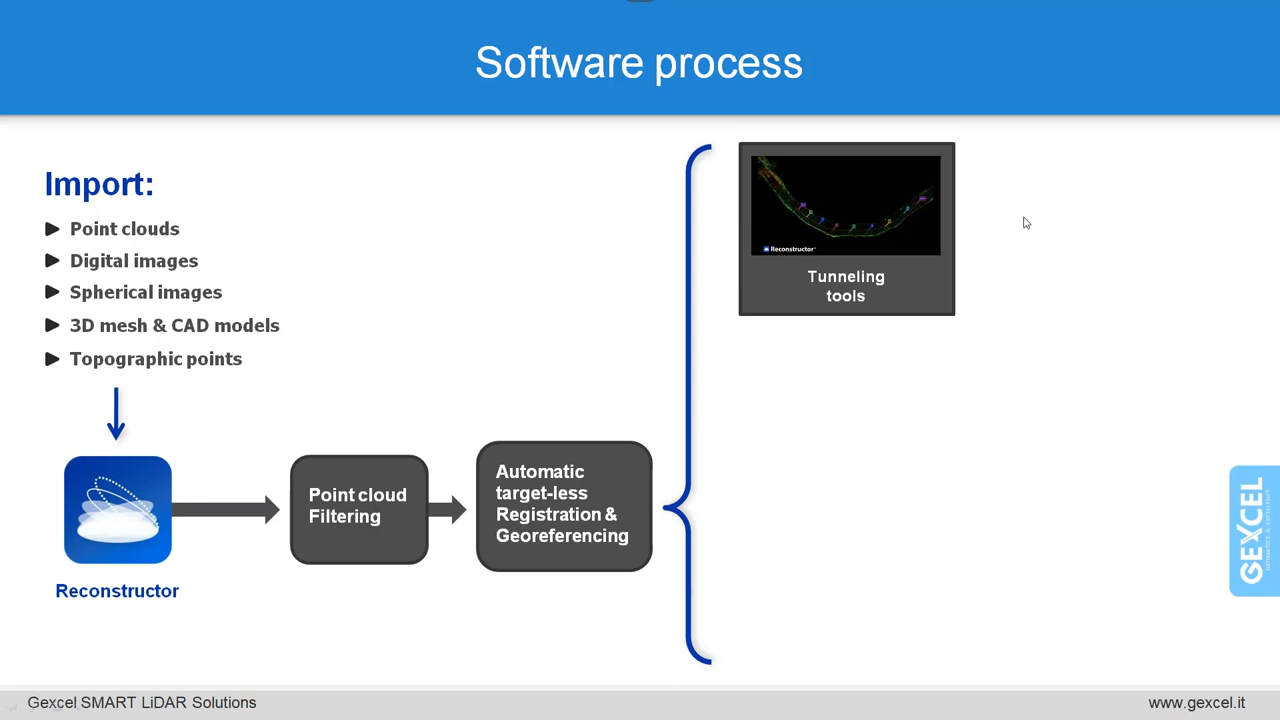 Software process
Import:
Point clouds
Digital images
Spherical images
3D mesh & CAD models
Topographic points
Reconstructor
Point cloud
Filtering
Automatic
target-less
Registration &
Georeferencing
Reconstructor
Tunneling
tools
GEXCEL
Gexcel SMART LiDAR Solutions
www.gexcel.it